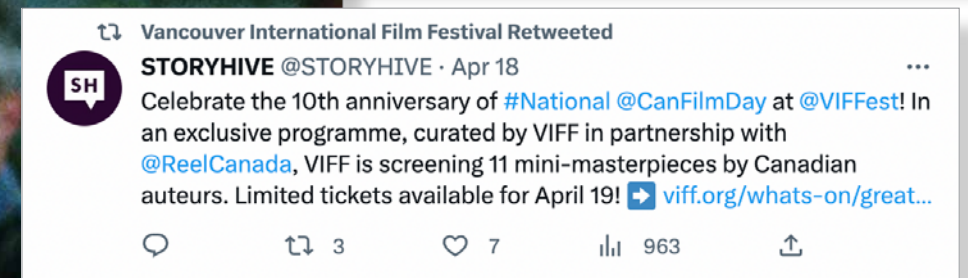 Vancouver International Film Festival Retweeted
STORYHIVE @STORYHIVE · Apr 18
SH
Celebrate the 10th anniversary of #National @CanFilmDay at @VIFFest! In
an exclusive programme, curated by VIFF in partnership with
@ReelCanada, VIFF is screening 11 mini-masterpieces by Canadian
auteurs. Limited tickets available for April 19! ➡️ viff.org/whats-on/great...
3 7 963